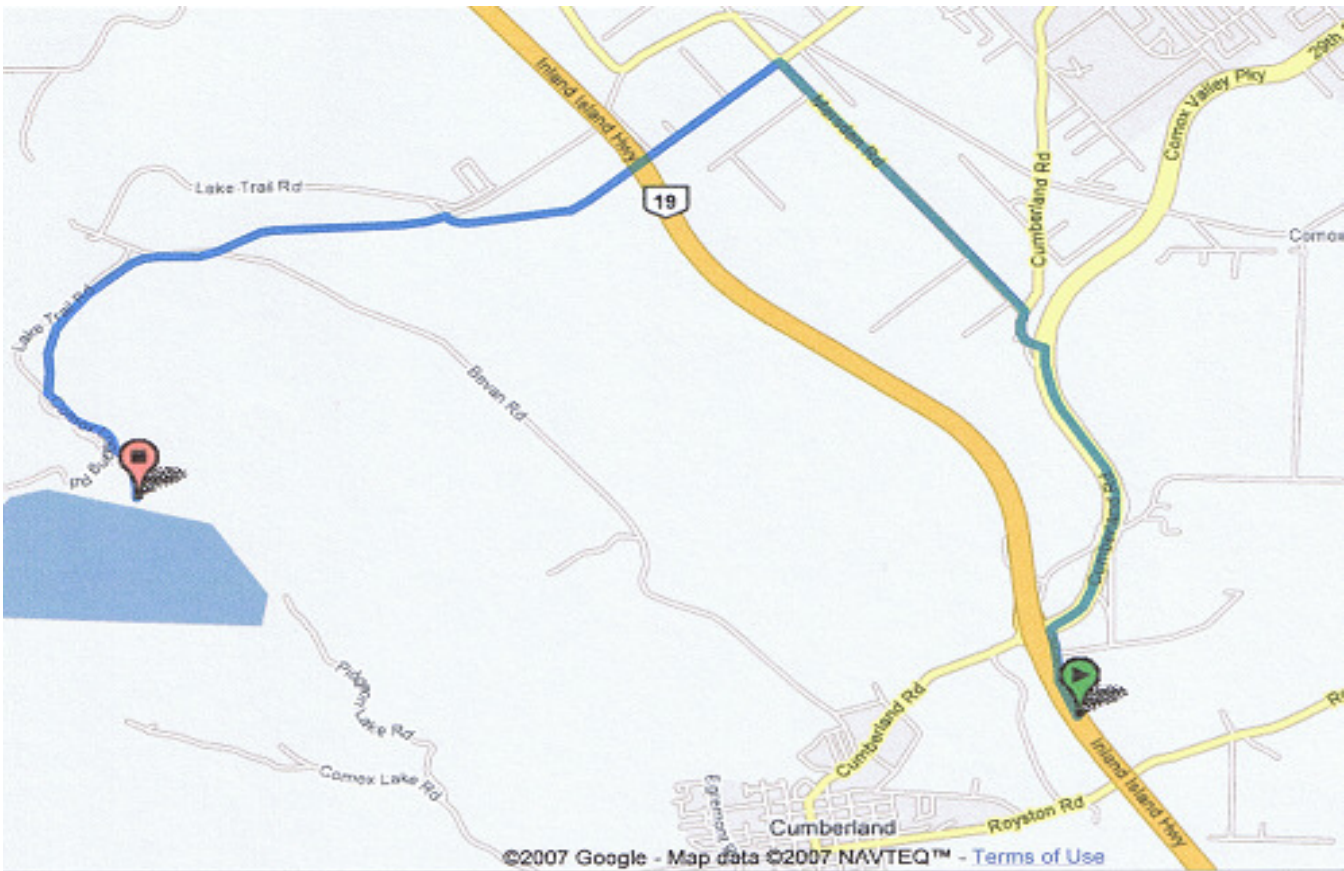 29th
Comox Valley Pky
Inland Island Hwy
Marsden Rd
Cumberland Rd
Lake Trail Rd
19
Comox
Lake Trail Rd
Bevan Rd
Rd
Cumberland Rd
Lake Rd
Cumberland Rd
Comox Lake Rd
Inland Island Hwy
Egremont
Royston Rd
Cumberland
©2007 Google - Map data ©2007 NAVTEQ™ - Terms of Use